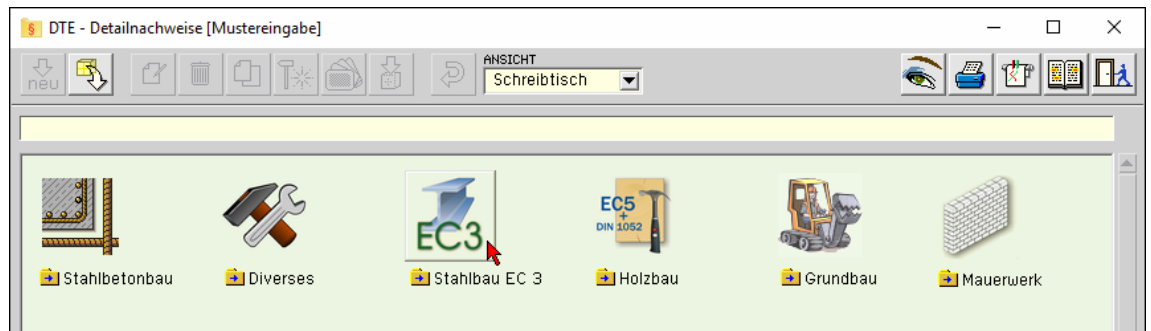 § DTE - Detailnachweise [Mustereingabe]
neu
ANSICHT
Schreibtisch
EC3
EC5
+
DIN 1052
Stahlbetonbau
Diverses
Stahlbau EC 3
Holzbau
Grundbau
Mauerwerk